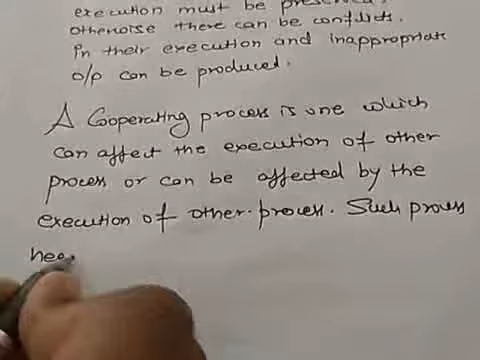 execution must be preserved,
otherwise there can be conflicts
in their execution and inappropriate
o/p can be produced.
A Cooperating process is one which
can affect the execution of other
process or can be affected by the
execution of other process. Such process